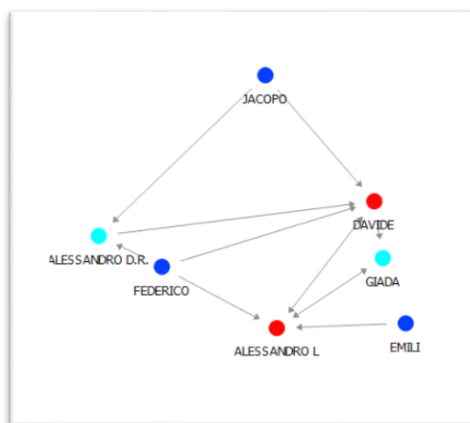 JACOPO
DAVIDE
ALESSANDRO D.R.
GIADA
FEDERICO
ALESSANDRO L
EMILI